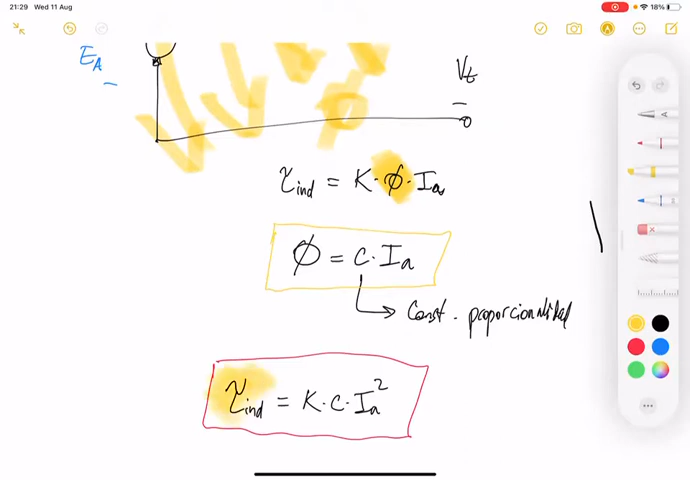 21:29 Wed 11 Aug
18%
E_A
V_t
–
–
τ_ind = K · ϕ · I_a
A
ϕ = c · I_a
Const. proporcionalidad
τ_ind = K · c · I_a²